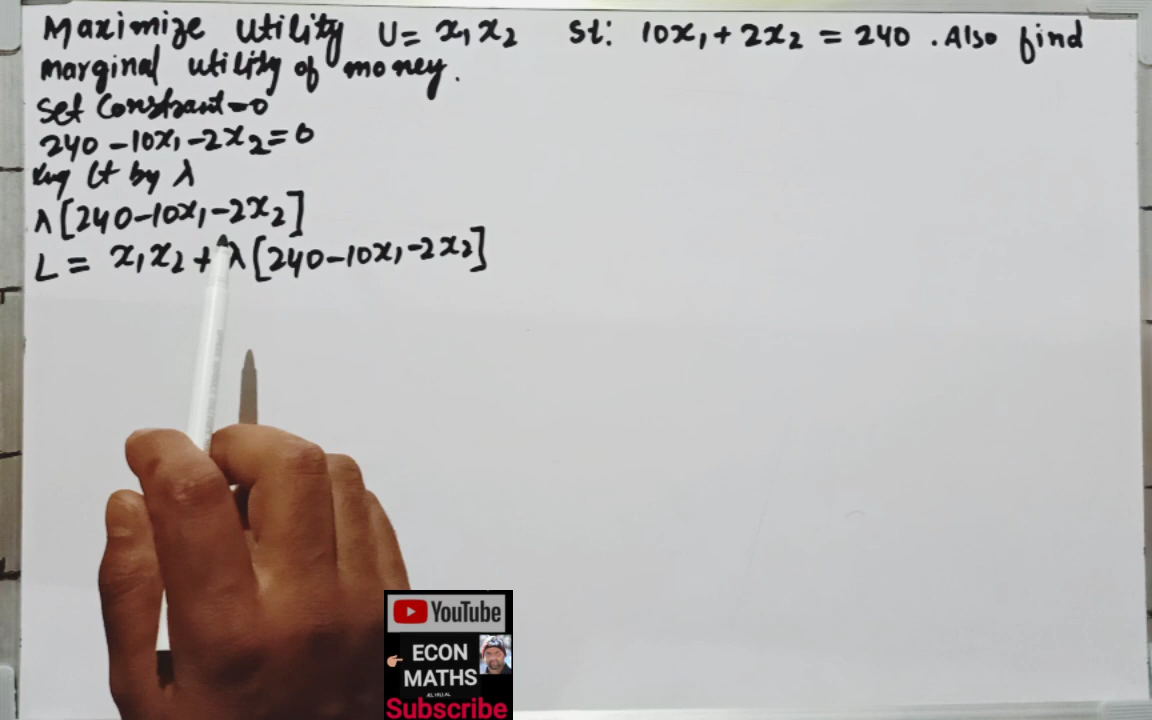 Maximize utility U = x₁x₂ St: 10x₁ + 2x₂ = 240 . Also find
marginal utility of money.
Set Constraint = 0
240 - 10x₁ - 2x₂ = 0
it by λ
λ[240-10x₁-2x₂]
L = x₁x₂ + λ[240-10x₁-2x₂]
YouTube
ECON
MATHS
Subscribe